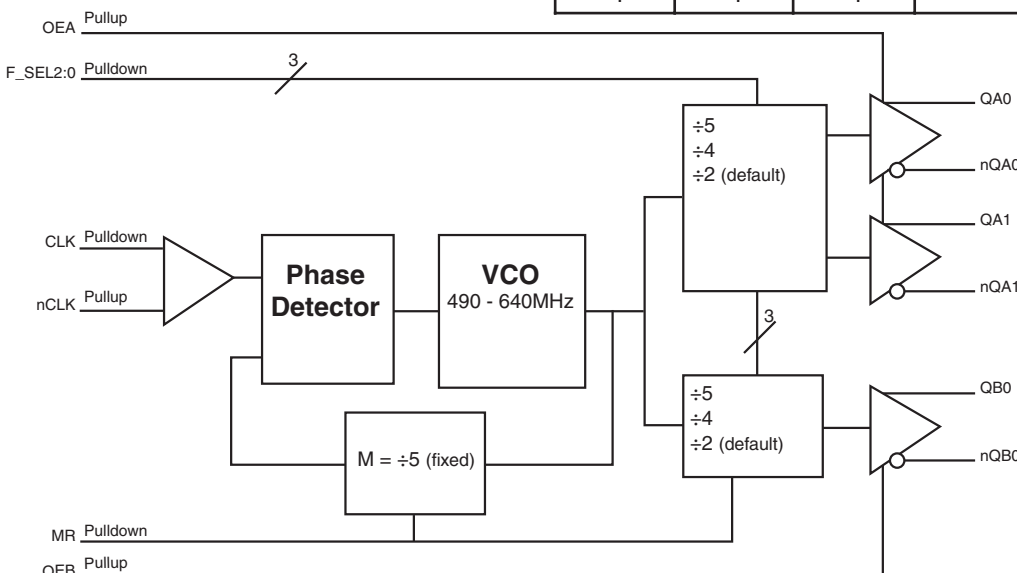 OEA Pullup
F_SEL2:0 Pulldown
3
÷5
÷4
÷2 (default)
QA0
nQA0
QA1
nQA1
CLK Pulldown
nCLK Pullup
Phase
Detector
VCO
490 - 640MHz
3
÷5
÷4
÷2 (default)
QB0
nQB0
M = ÷5 (fixed)
MR Pulldown
OEB Pullup